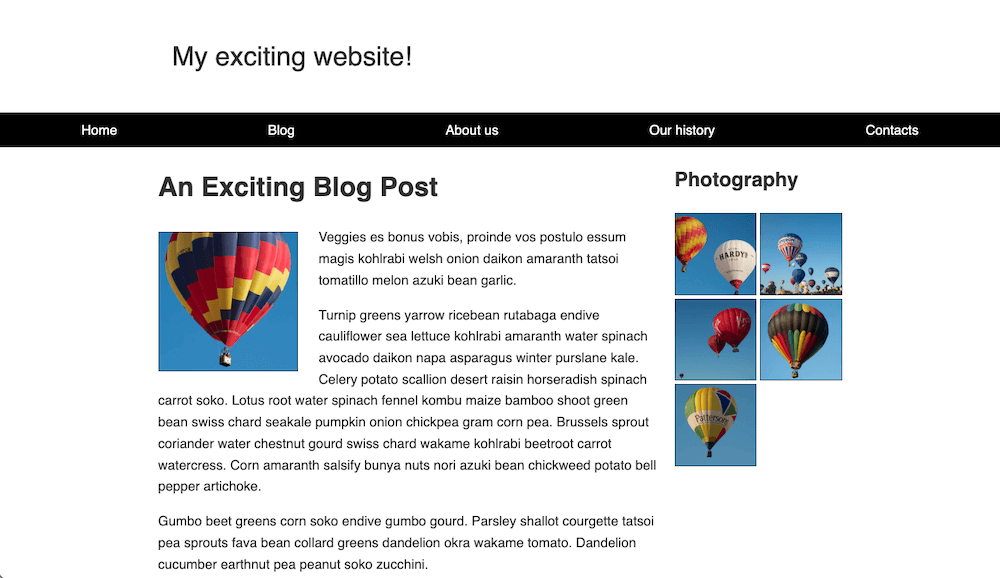 My exciting website!
Home Blog About us Our history Contacts
An Exciting Blog Post
Veggies es bonus vobis, proinde vos postulo essum
magis kohlrabi welsh onion daikon amaranth tatsoi
tomatillo melon azuki bean garlic.
Turnip greens yarrow ricebean rutabaga endive
cauliflower sea lettuce kohlrabi amaranth water spinach
avocado daikon napa asparagus winter purslane kale.
Celery potato scallion desert raisin horseradish spinach
carrot soko. Lotus root water spinach fennel kombu maize bamboo shoot green
bean swiss chard seakale pumpkin onion chickpea gram corn pea. Brussels sprout
coriander water chestnut gourd swiss chard wakame kohlrabi beetroot carrot
watercress. Corn amaranth salsify bunya nuts nori azuki bean chickweed potato bell
pepper artichoke.
Gumbo beet greens corn soko endive gumbo gourd. Parsley shallot courgette tatsoi
pea sprouts fava bean collard greens dandelion okra wakame tomato. Dandelion
cucumber earthnut pea peanut soko zucchini.
Photography
HARDYS
Patterson